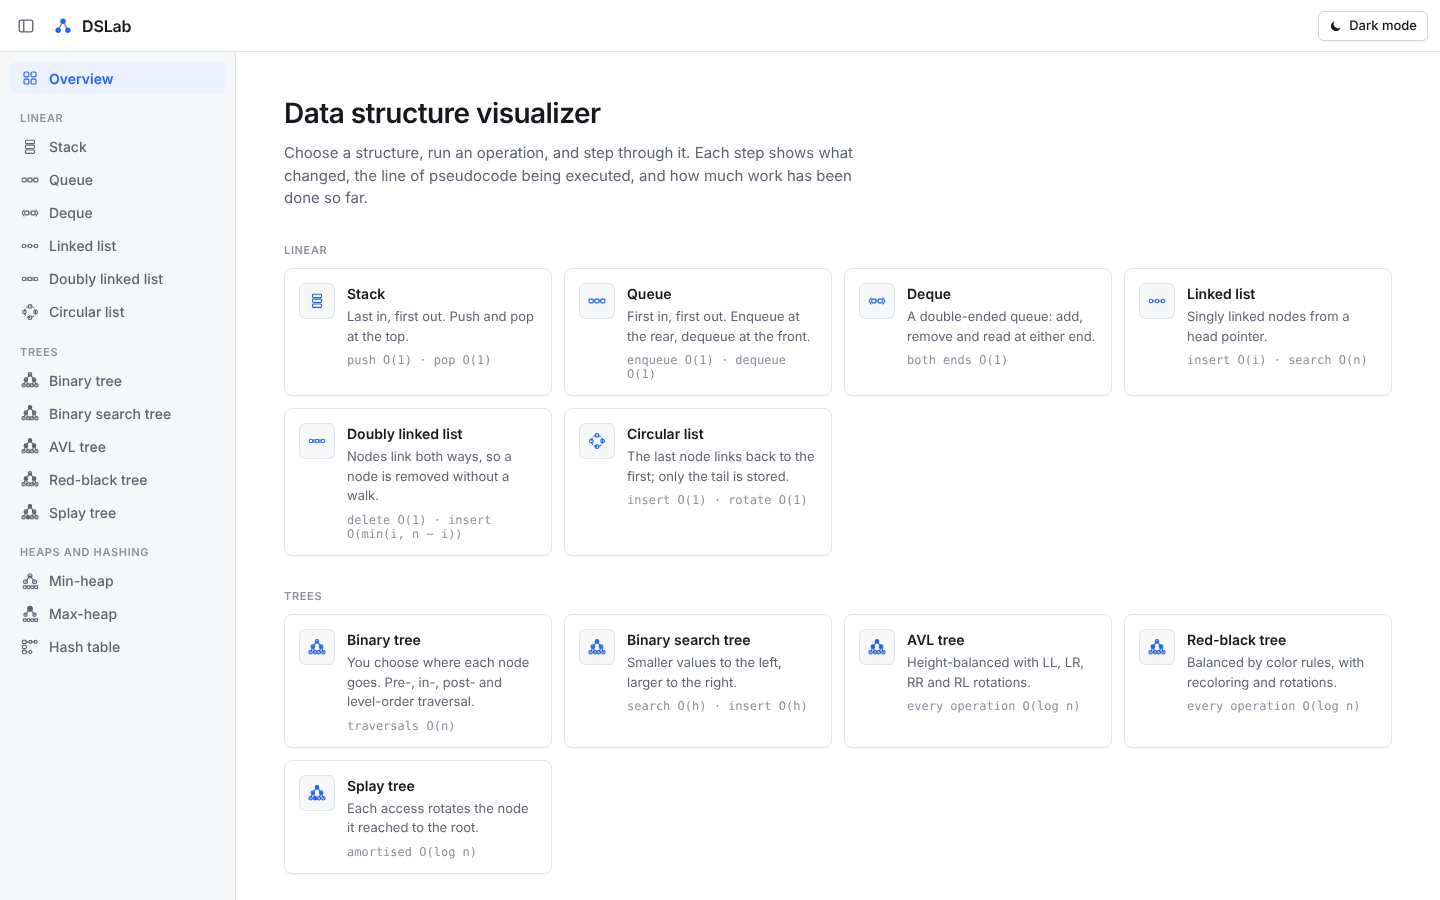 DSLab
Dark mode
Overview
LINEAR
Stack
Queue
Deque
Linked list
Doubly linked list
Circular list
TREES
Binary tree
Binary search tree
AVL tree
Red-black tree
Splay tree
HEAPS AND HASHING
Min-heap
Max-heap
Hash table
Data structure visualizer
Choose a structure, run an operation, and step through it. Each step shows what
changed, the line of pseudocode being executed, and how much work has been
done so far.
LINEAR
Stack
Last in, first out. Push and pop
at the top.
push O(1) · pop O(1)
Queue
First in, first out. Enqueue at
the rear, dequeue at the front.
enqueue O(1) · dequeue
O(1)
Deque
A double-ended queue: add,
remove and read at either end.
both ends O(1)
Linked list
Singly linked nodes from a
head pointer.
insert O(i) · search O(n)
Doubly linked list
Nodes link both ways, so a
node is removed without a
walk.
delete O(1) · insert
O(min(i, n − i))
Circular list
The last node links back to the
first; only the tail is stored.
insert O(1) · rotate O(1)
TREES
Binary tree
You choose where each node
goes. Pre-, in-, post- and
level-order traversal.
traversals O(n)
Binary search tree
Smaller values to the left,
larger to the right.
search O(h) · insert O(h)
AVL tree
Height-balanced with LL, LR,
RR and RL rotations.
every operation O(log n)
Red-black tree
Balanced by color rules, with
recoloring and rotations.
every operation O(log n)
Splay tree
Each access rotates the node
it reached to the root.
amortised O(log n)